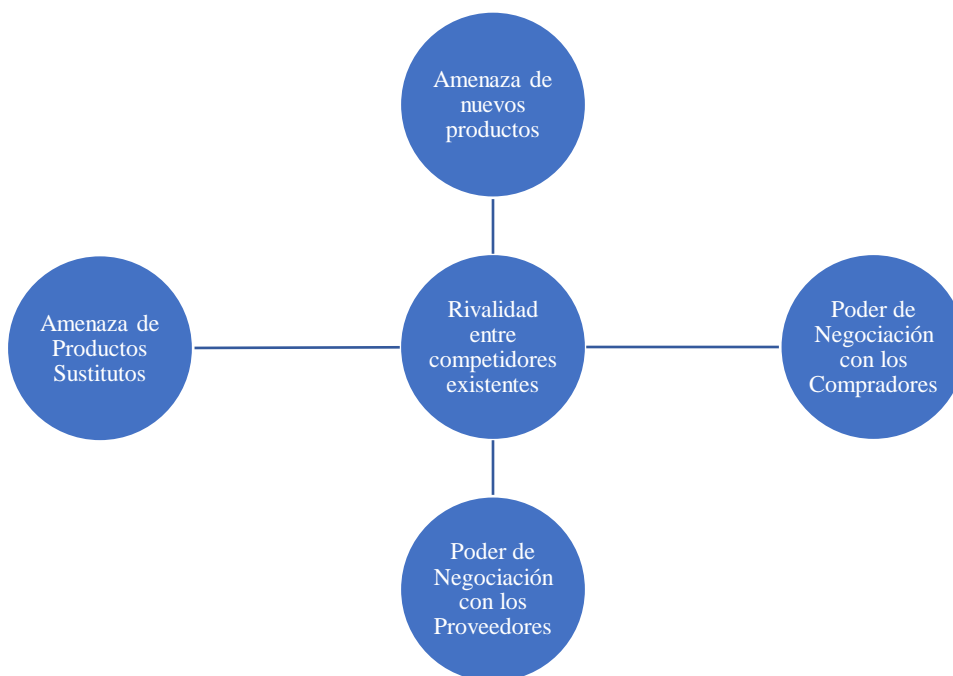 Amenaza de
nuevos
productos
Amenaza de
Productos
Sustitutos
Rivalidad
entre
competidores
existentes
Poder de
Negociación
con los
Compradores
Poder de
Negociación
con los
Proveedores